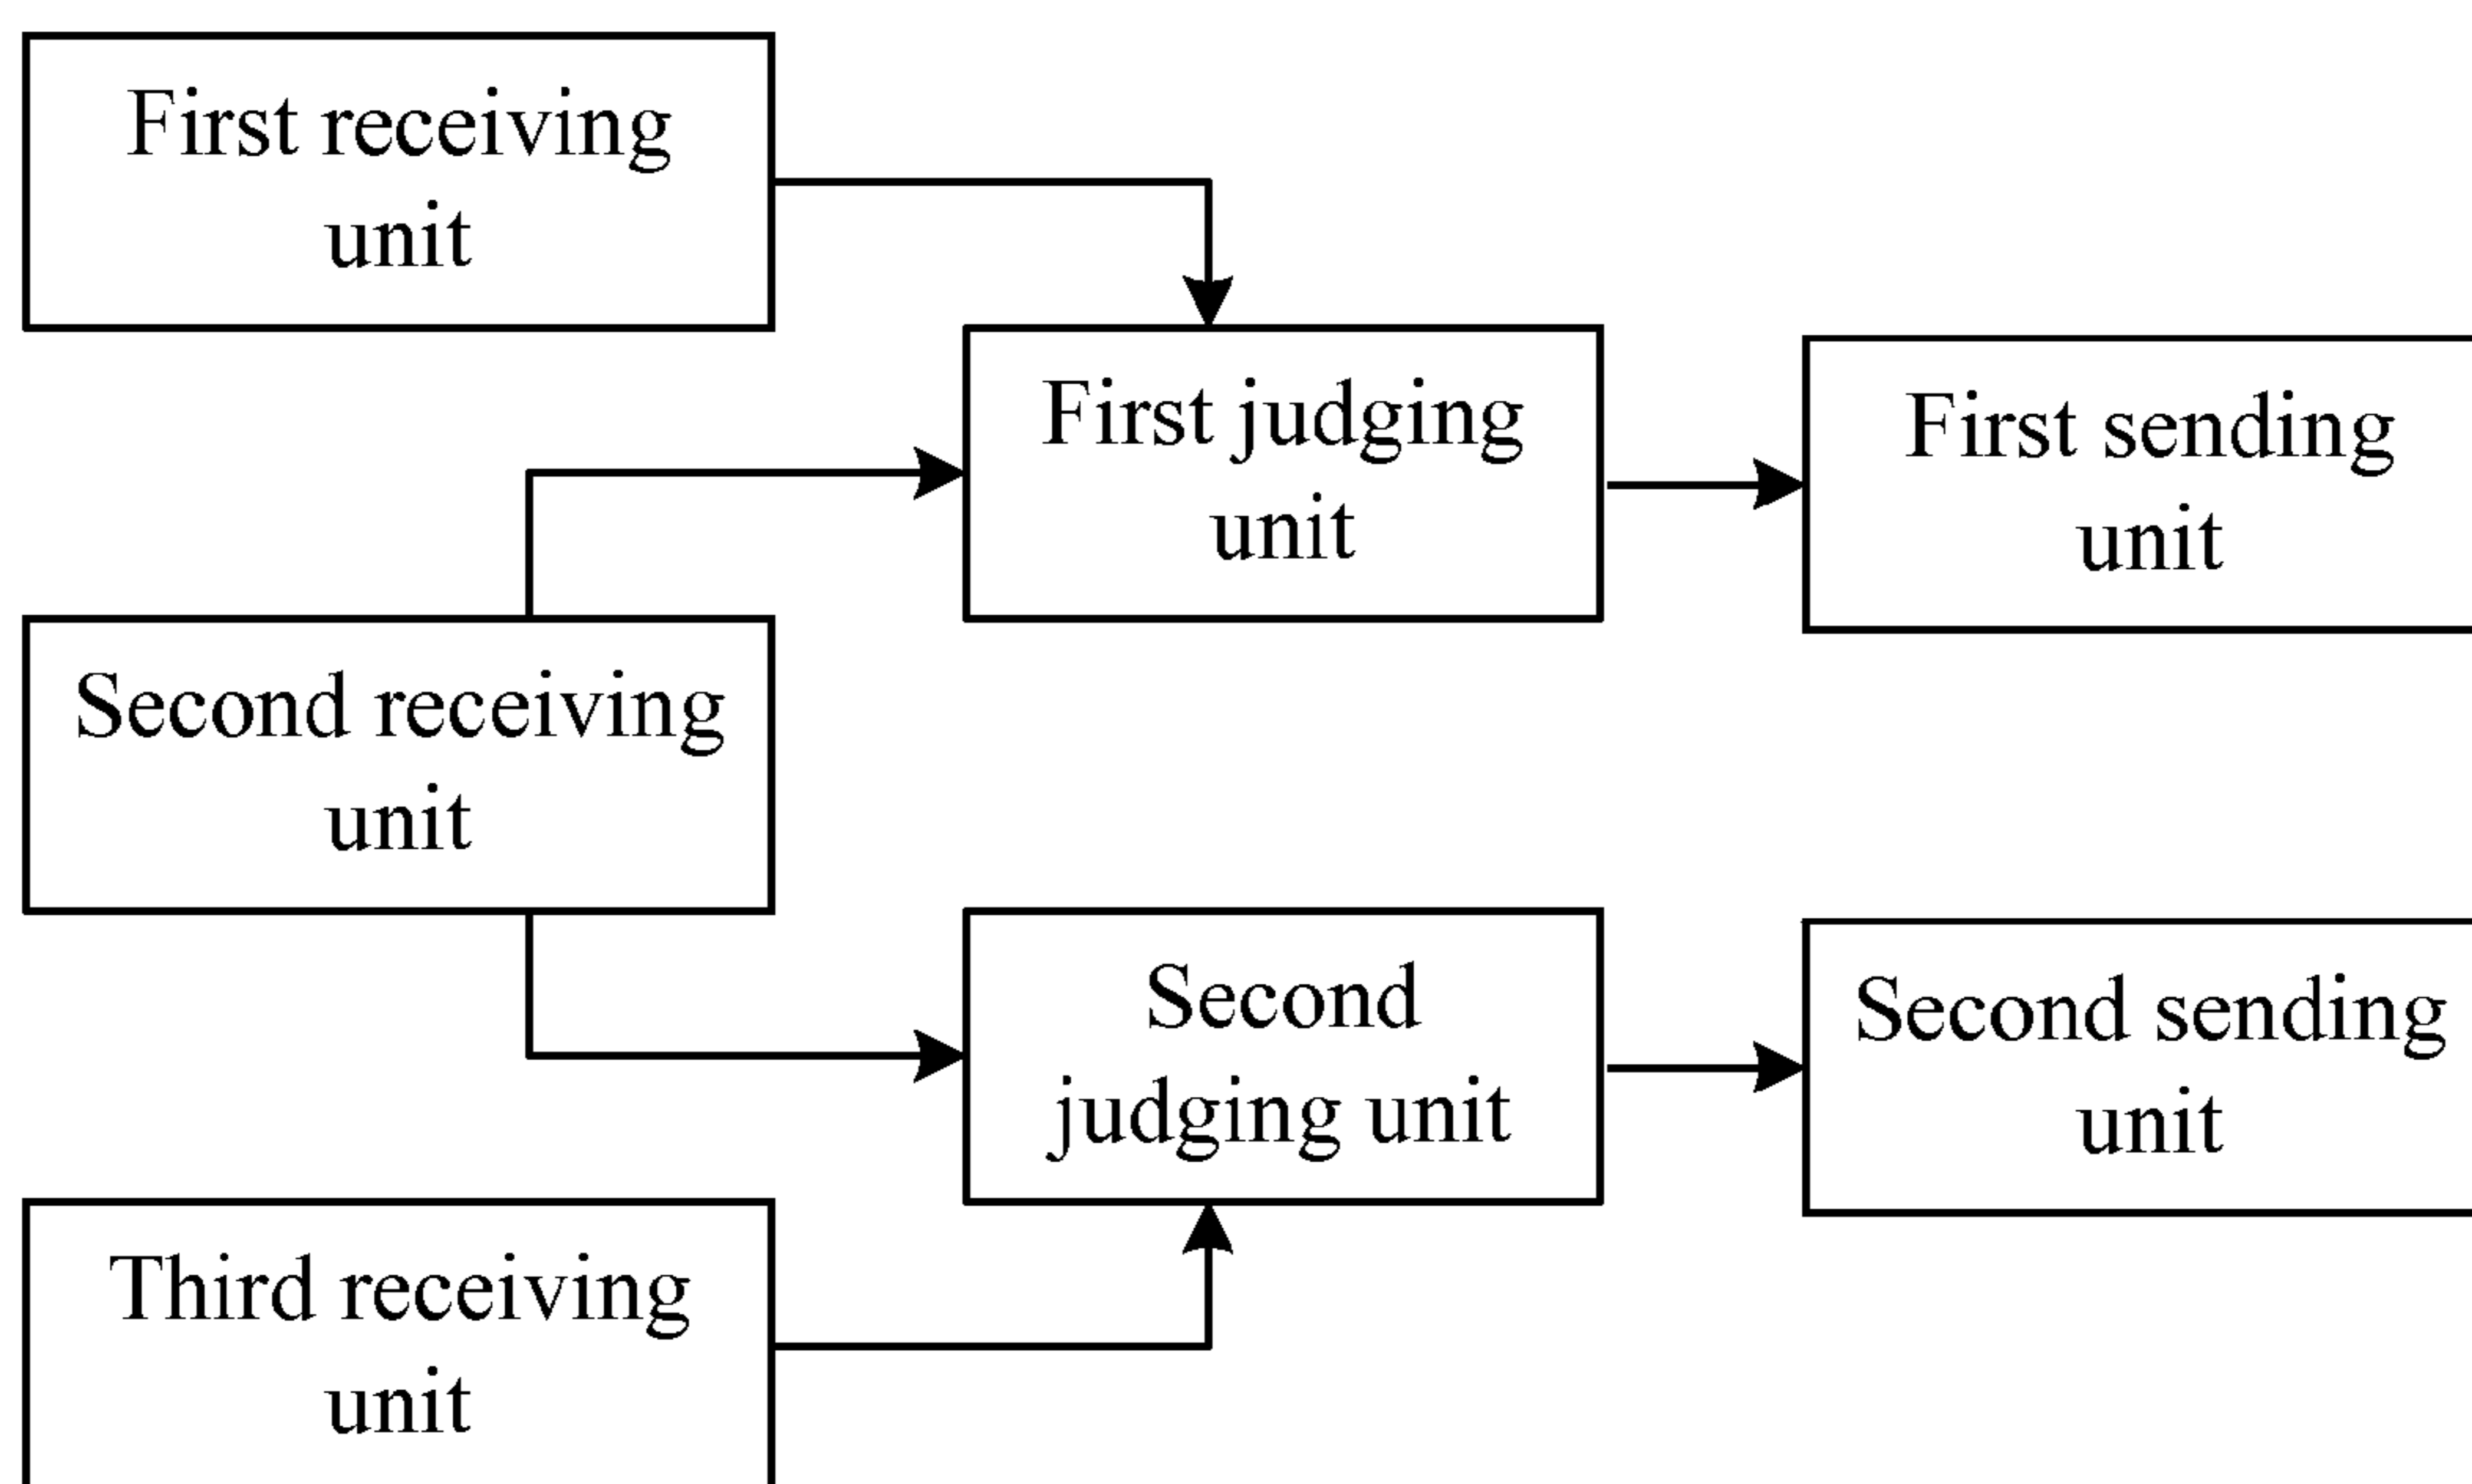 First receiving
unit
First judging
unit
First sending
unit
Second receiving
unit
Second
judging unit
Second sending
unit
Third receiving
unit